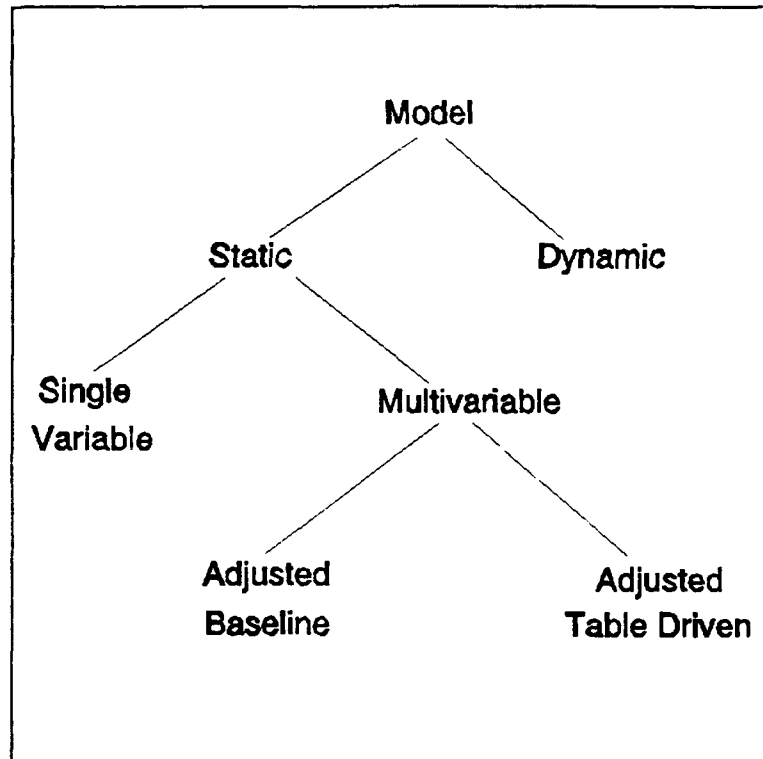 Model
Static
Dynamic
Single
Variable
Multivariable
Adjusted
Baseline
Adjusted
Table Driven